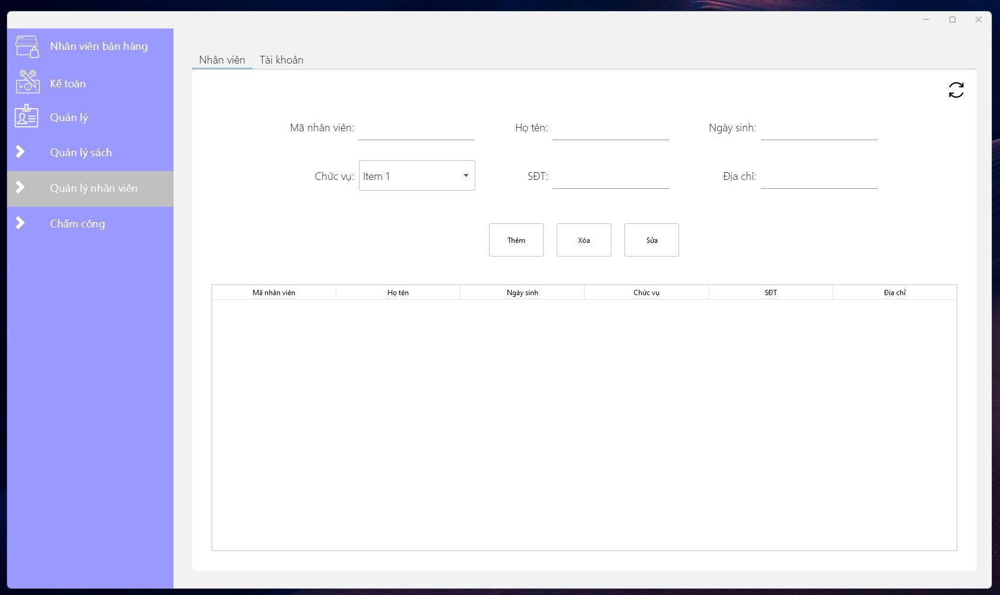 Nhân viên bán hàng
Kế toán
Quản lý
Quản lý sách
Quản lý nhân viên
Chấm công
Nhân viên Tài khoản
Mã nhân viên: Họ tên: Ngày sinh:
Chức vụ: Item 1 SĐT: Địa chỉ:
Thêm Xóa Sửa
Mã nhân viên Họ tên Ngày sinh Chức vụ SĐT Địa chỉ